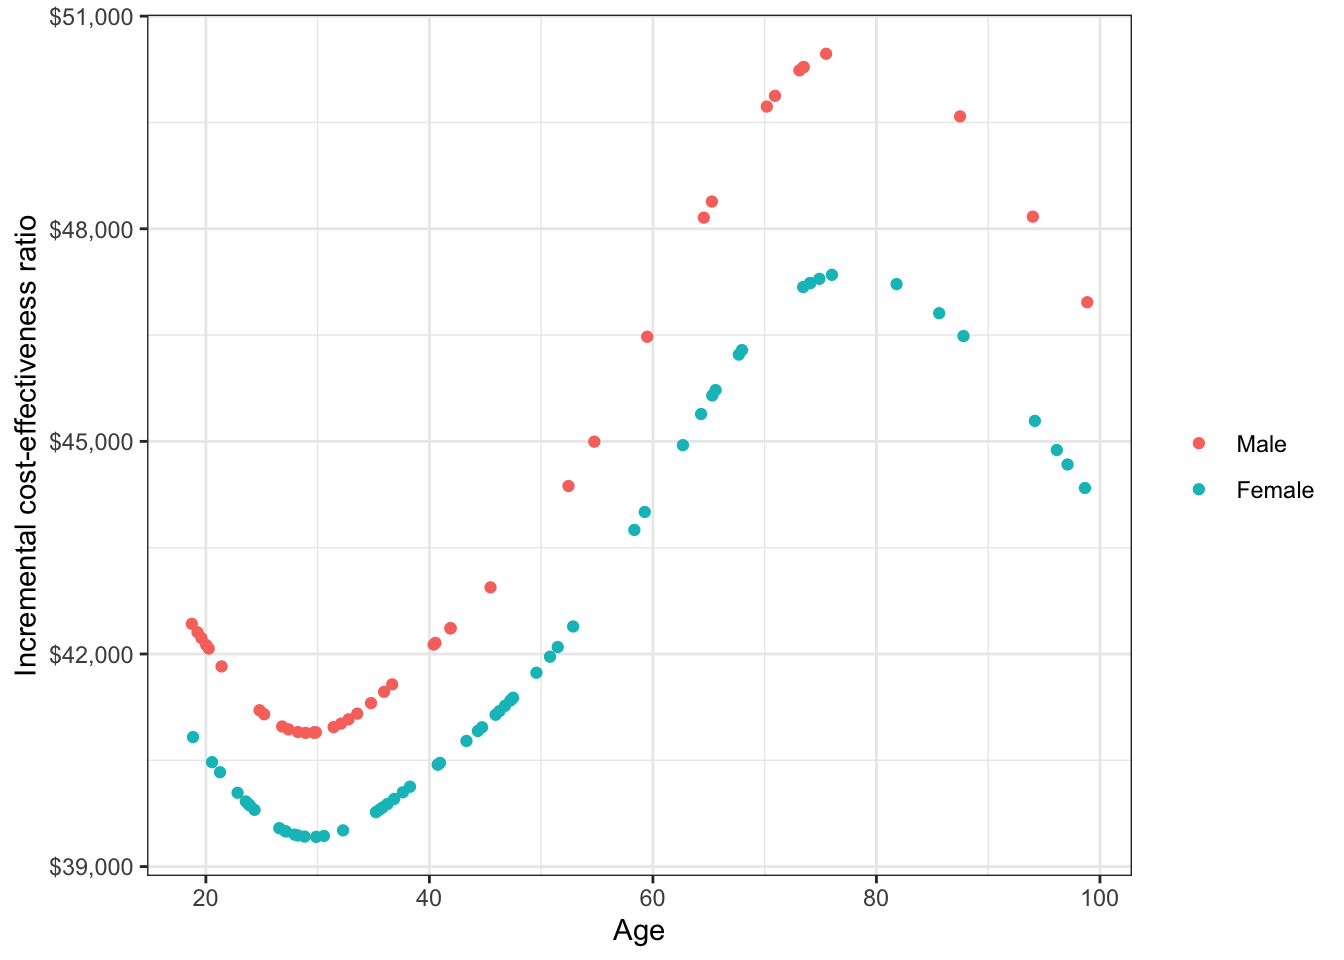 $51,000
$48,000
$45,000
$42,000
$39,000
Incremental cost-effectiveness ratio
20 40 60 80 100
Age
Male
Female